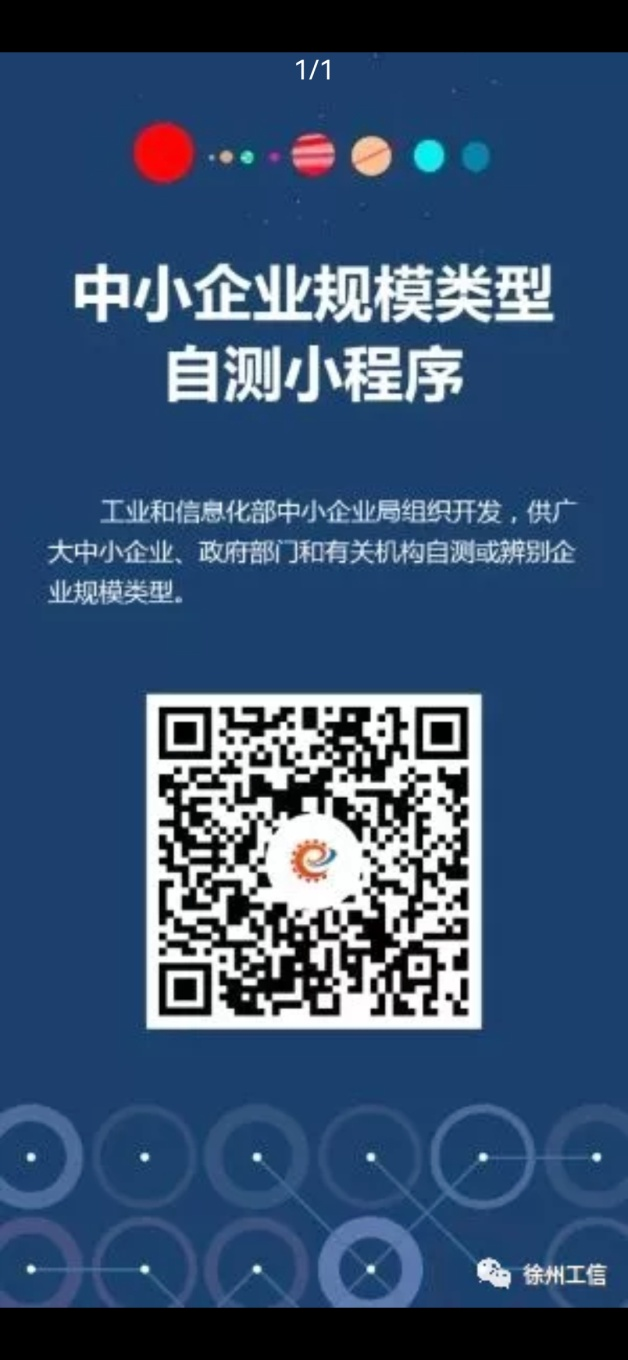 1/1
中小企业规模类型
自测小程序
工业和信息化部中小企业局组织开发，供广
大中小企业、政府部门和有关机构自测或辨别企
业规模类型。
徐州工信